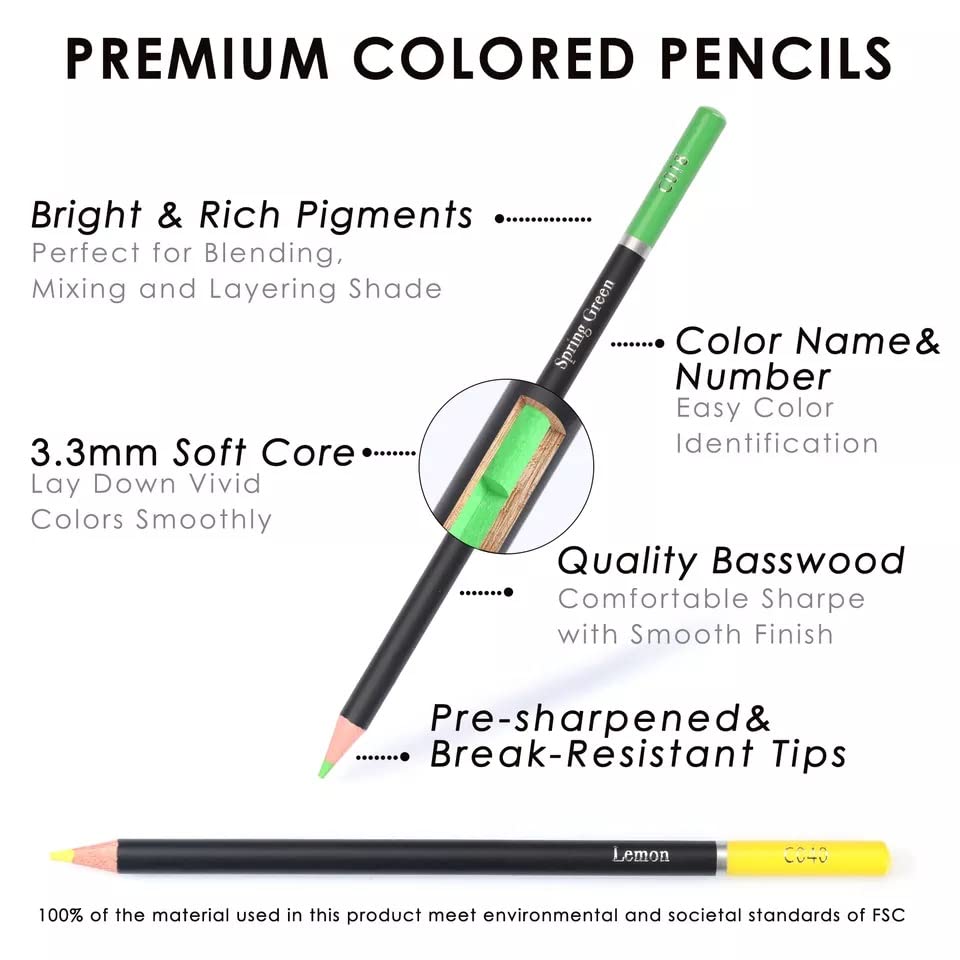 PREMIUM COLORED PENCILS
Bright & Rich Pigments
Perfect for Blending,
Mixing and Layering Shade
Spring Green
Color Name&
Number
Easy Color
Identification
3.3mm Soft Core
Lay Down Vivid
Colors Smoothly
Quality Basswood
Comfortable Sharpe
with Smooth Finish
Pre-sharpened&
Break-Resistant Tips
Lemon
C040
100% of the material used in this product meet environmental and societal standards of FSC